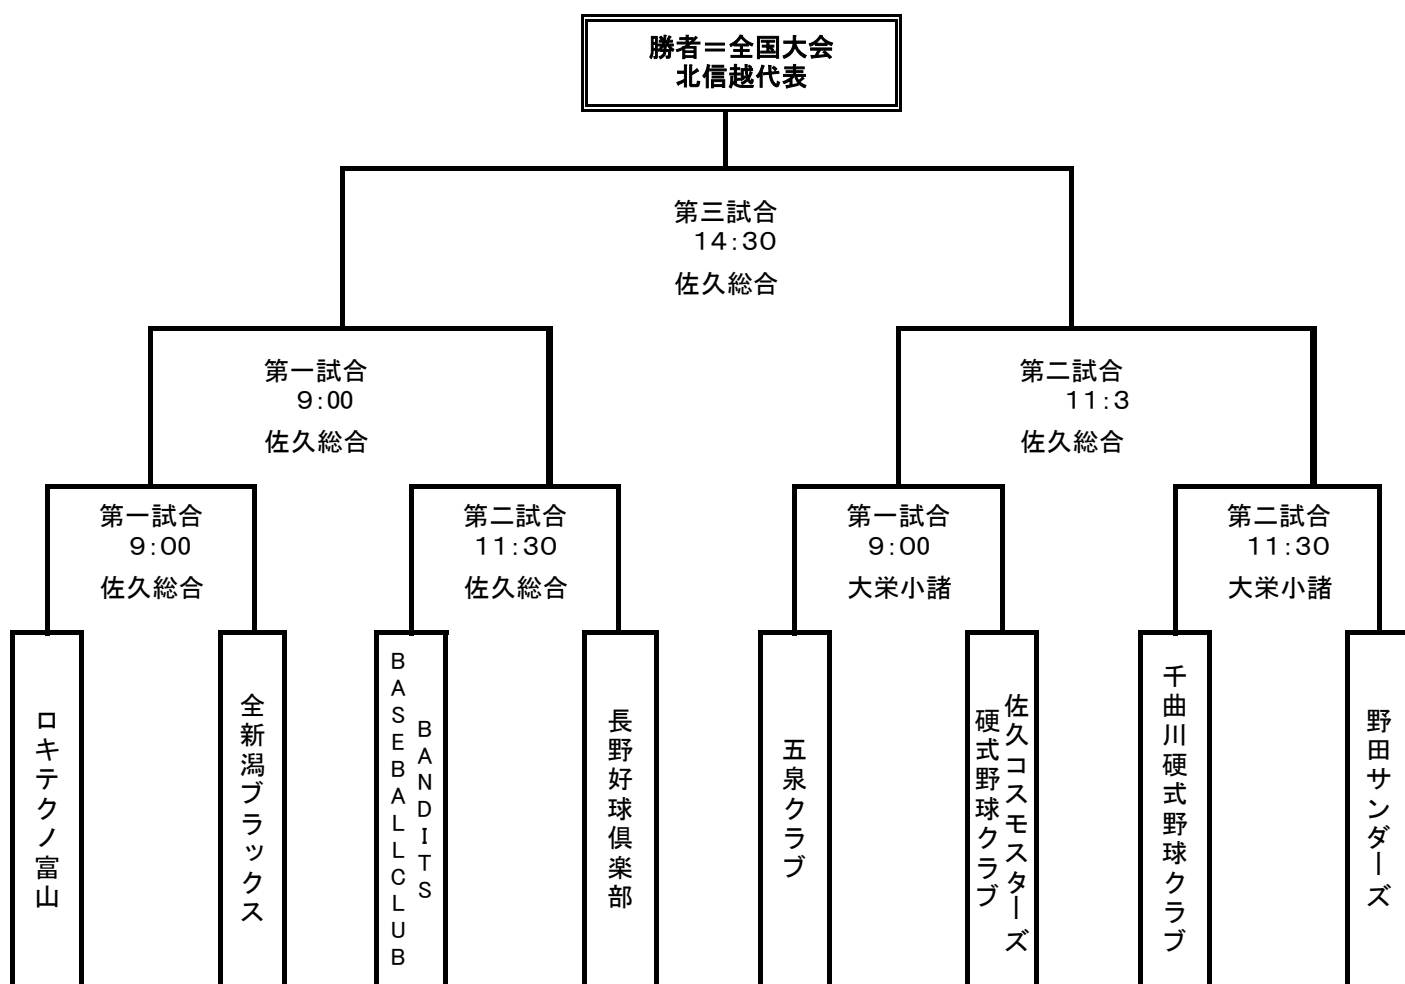 勝者＝全国大会
北信越代表
第三試合
１４：３０
佐久総合
第一試合
９：００
佐久総合
第二試合
１１：３
佐久総合
第一試合
９：００
佐久総合
第二試合
１１：３０
佐久総合
第一試合
９：００
大栄小諸
第二試合
１１：３０
大栄小諸
ロキテクノ富山
全新潟ブラックス
BANDITS
BASEBALLCLUB
長野好球倶楽部
五泉クラブ
佐久コスモスターズ
硬式野球クラブ
千曲川硬式野球クラブ
野田サンダーズ